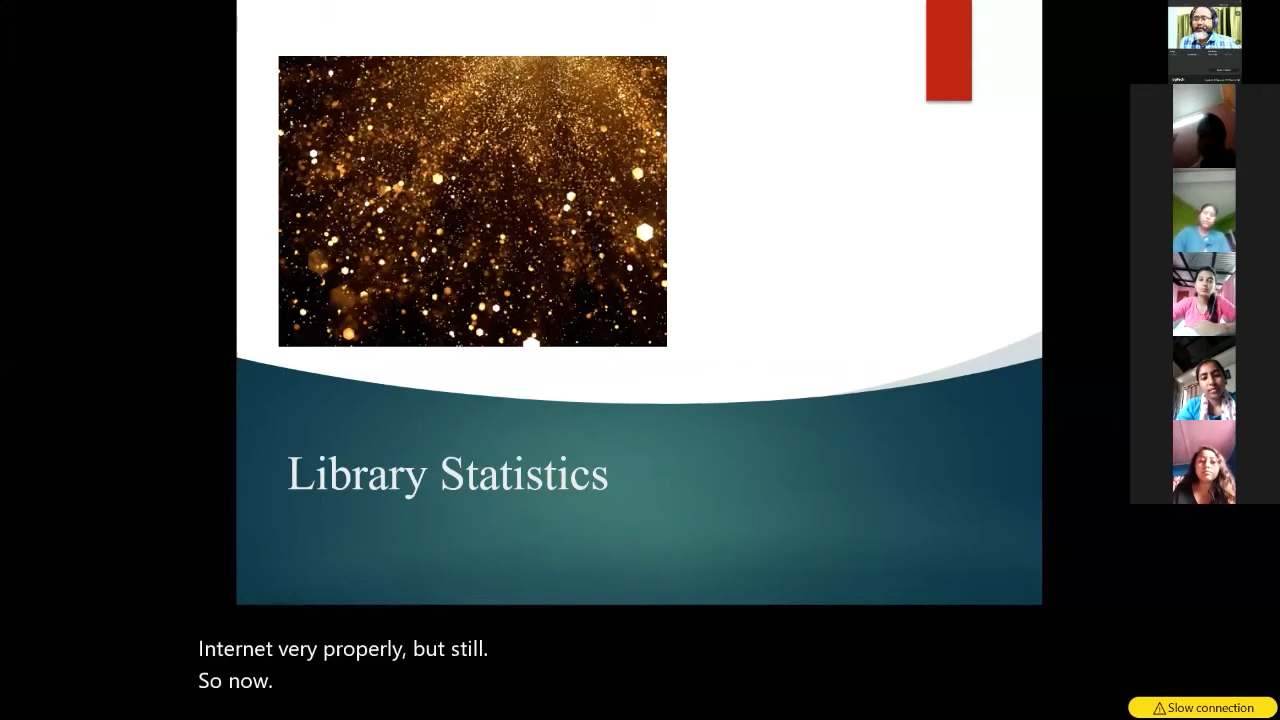 Library Statistics
Internet very properly, but still.
So now.
Slow connection